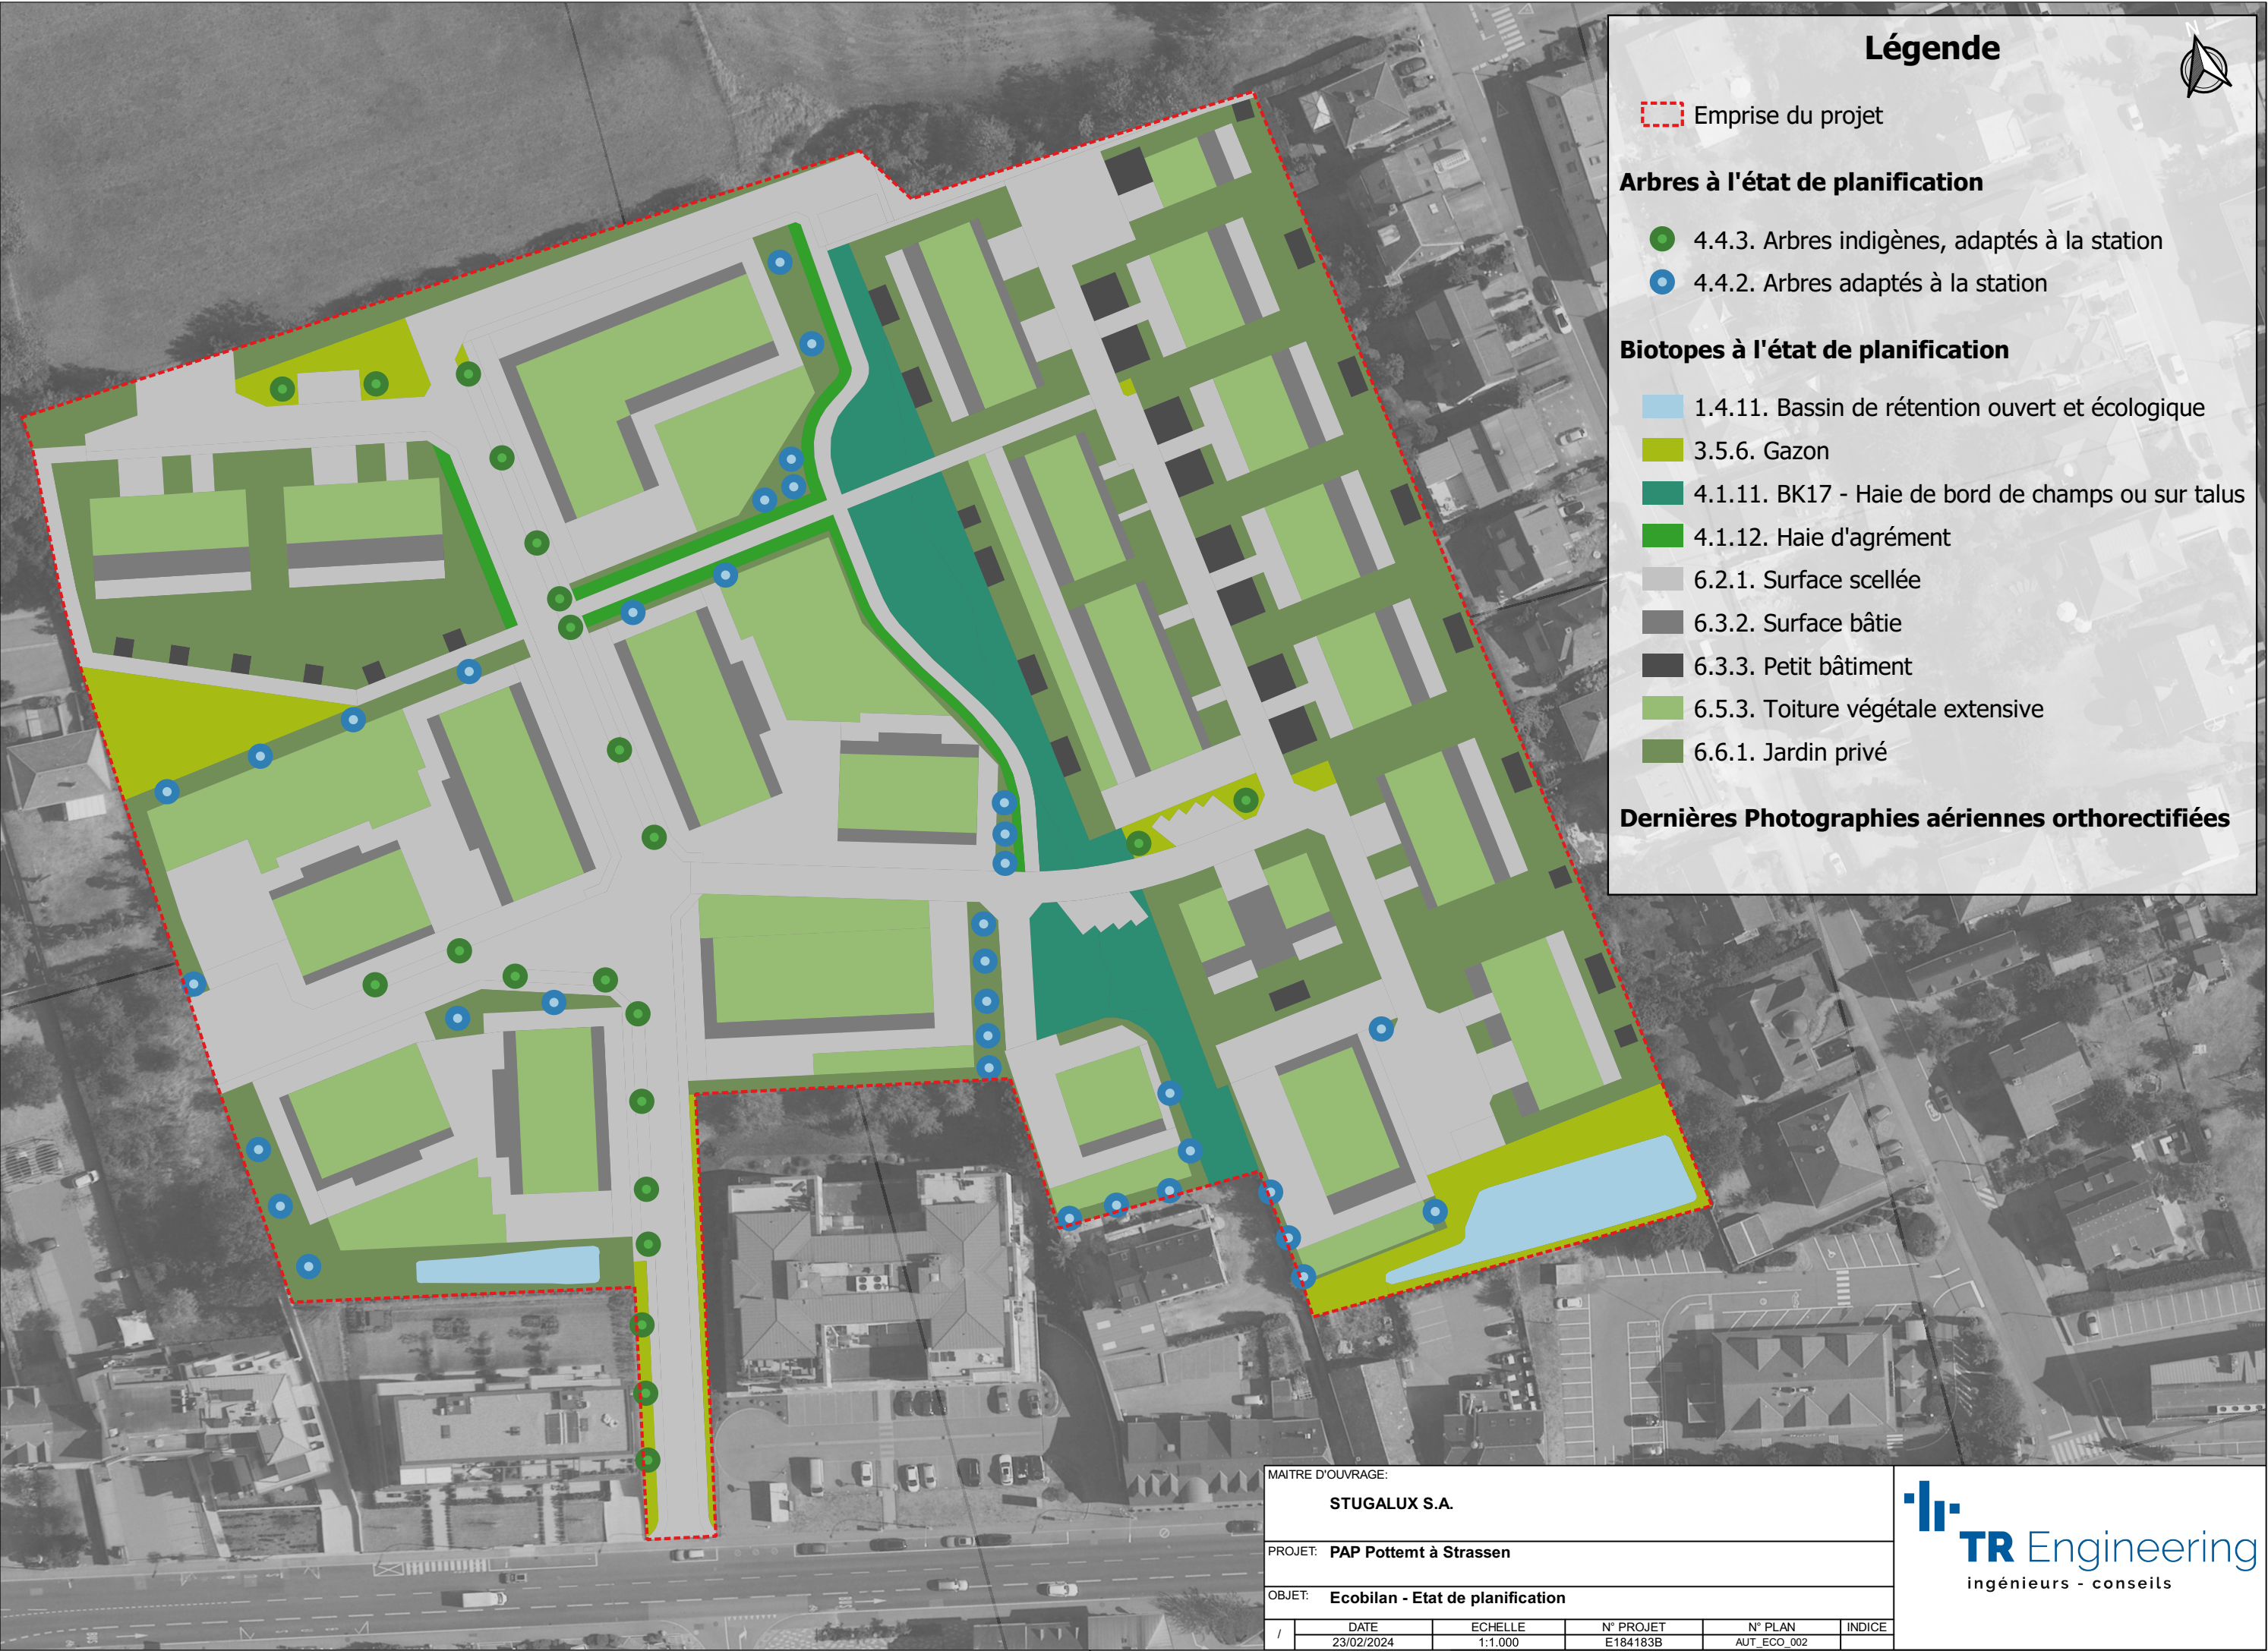 Légende
N
Emprise du projet
Arbres à l'état de planification
4.4.3. Arbres indigènes, adaptés à la station
4.4.2. Arbres adaptés à la station
Biotopes à l'état de planification
1.4.11. Bassin de rétention ouvert et écologique
3.5.6. Gazon
4.1.11. BK17 - Haie de bord de champs ou sur talus
4.1.12. Haie d'agrément
6.2.1. Surface scellée
6.3.2. Surface bâtie
6.3.3. Petit bâtiment
6.5.3. Toiture végétale extensive
6.6.1. Jardin privé
Dernières Photographies aériennes orthorectifiées
MAITRE D'OUVRAGE:
STUGALUX S.A.
PROJET: PAP Pottemt à Strassen
OBJET: Ecobilan - Etat de planification
/ DATE ECHELLE N° PROJET N° PLAN INDICE
23/02/2024 1:1.000 E184183B AUT_ECO_002
TR Engineering
ingénieurs - conseils
BUS